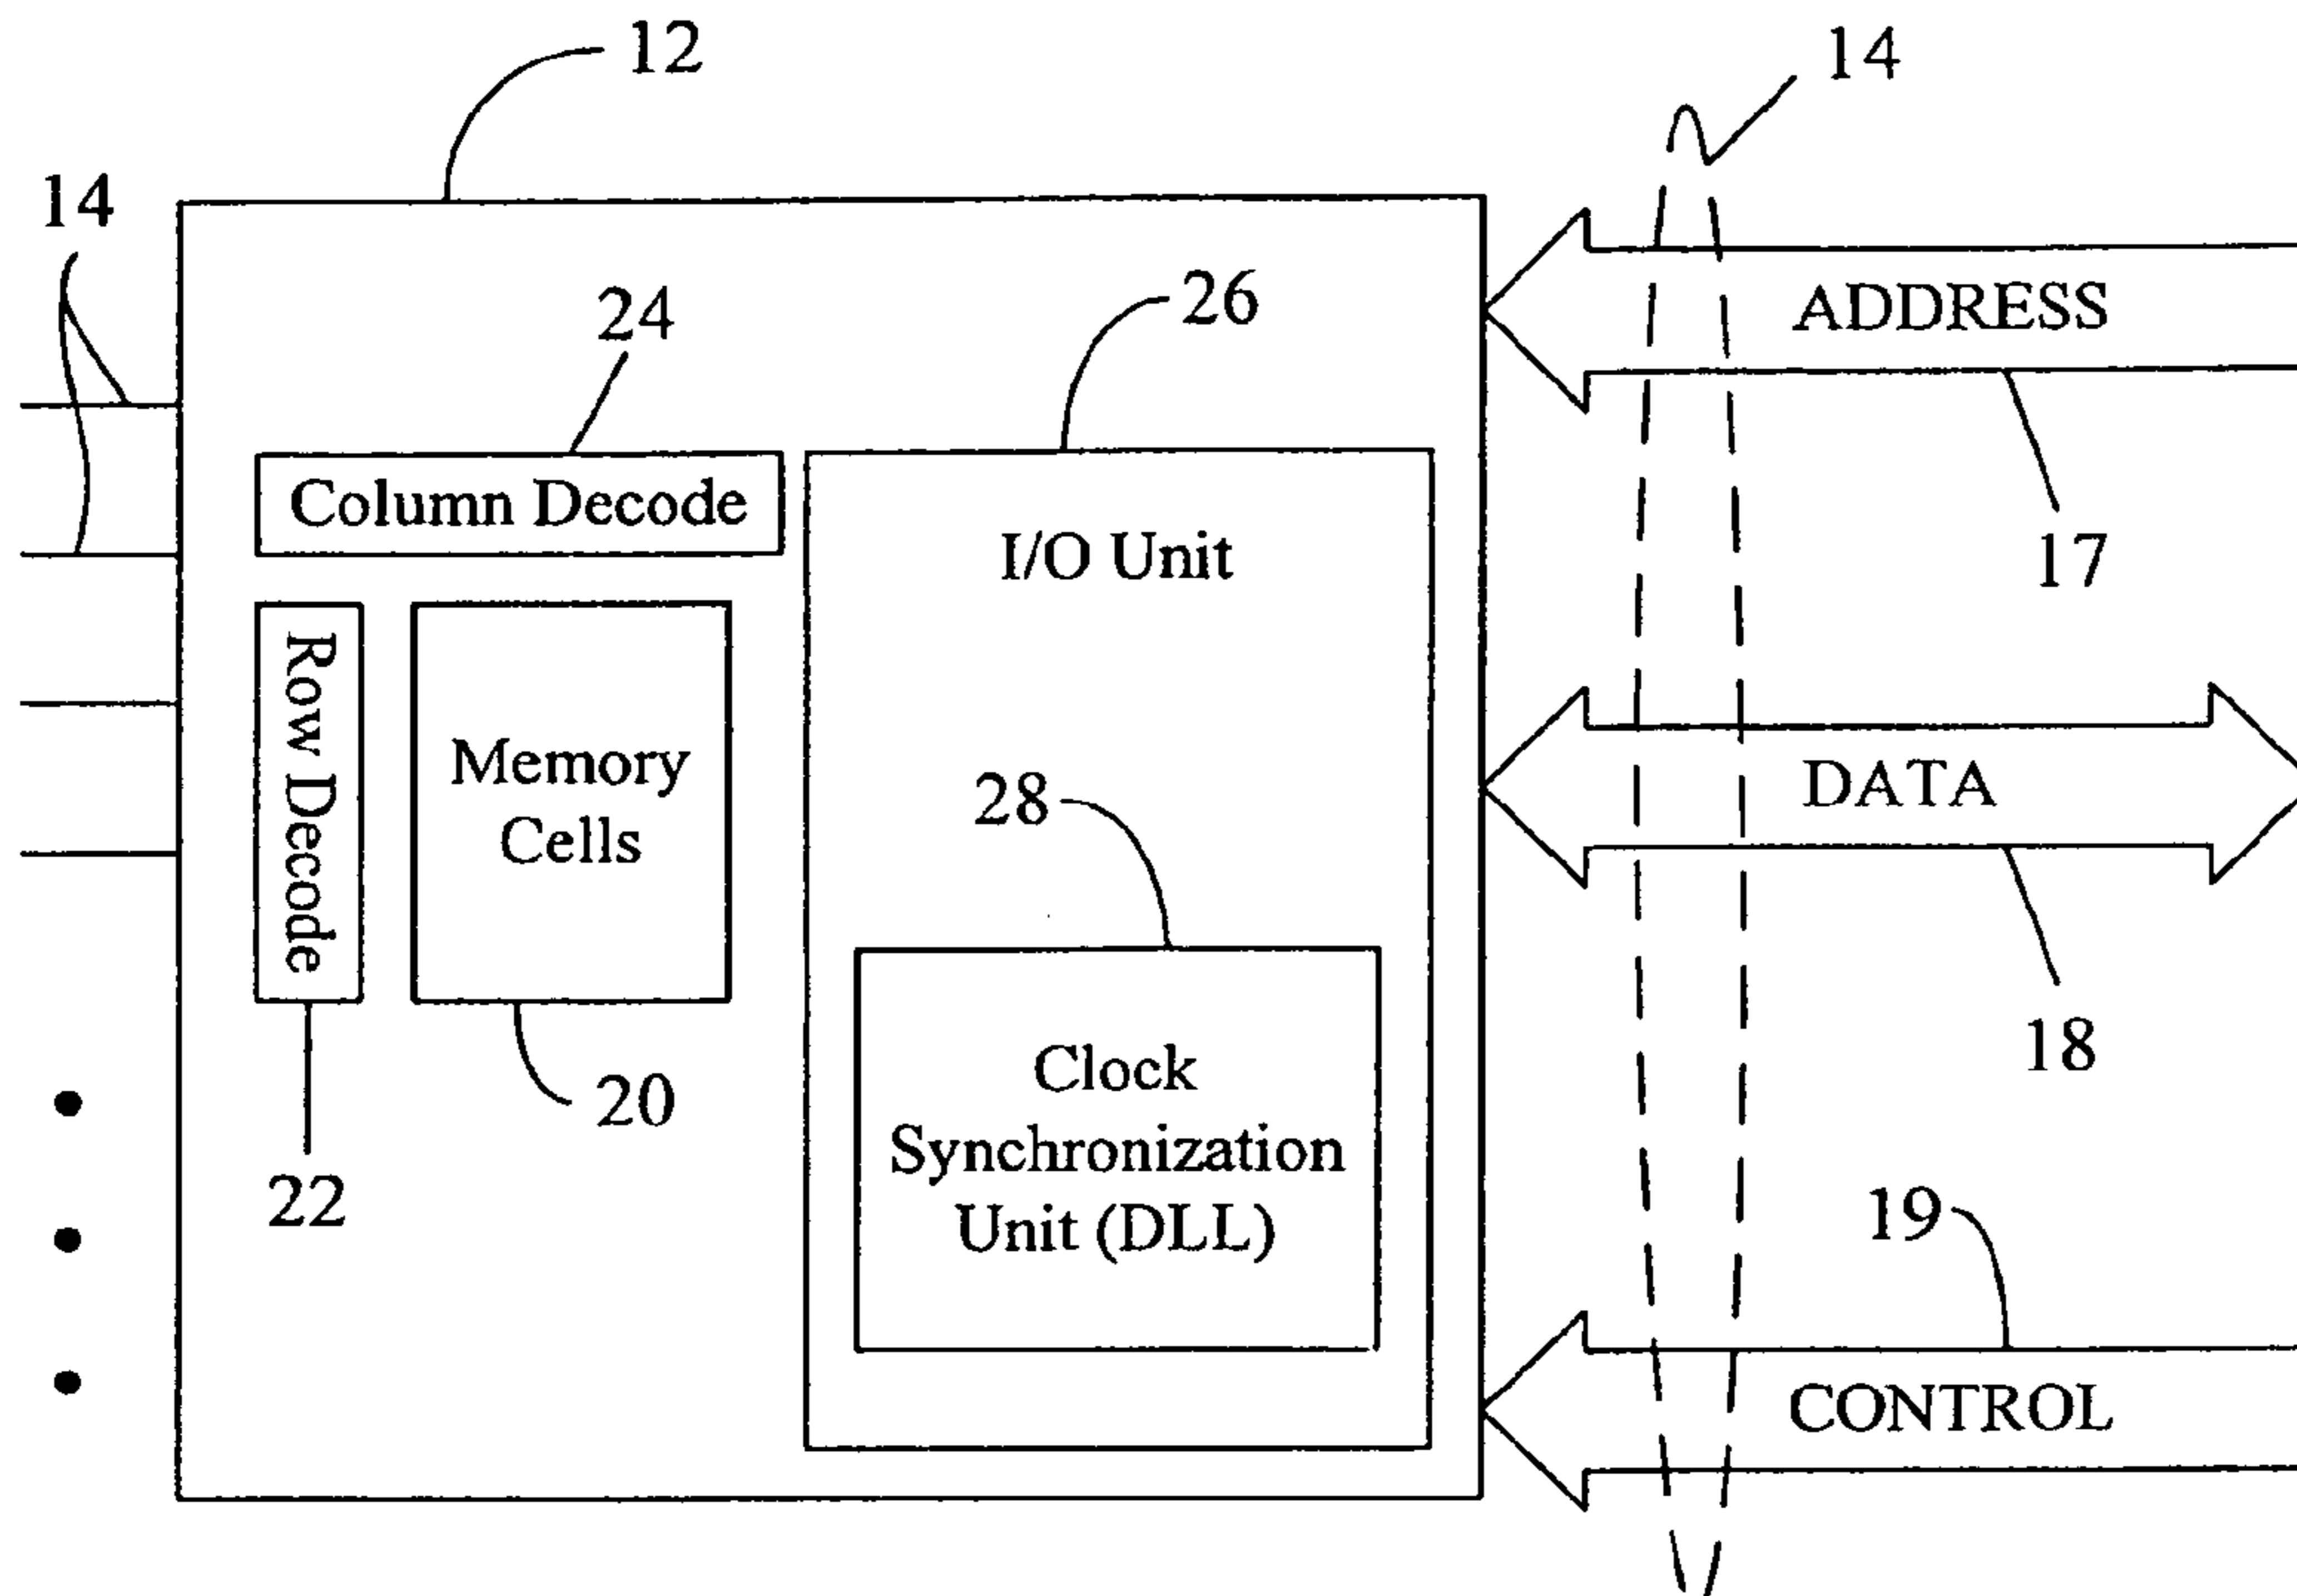 12
14
14
24
26
ADDRESS
Column Decode
I/O Unit
17
Row Decode
Memory
Cells
28
DATA
18
Clock
Synchronization
Unit (DLL)
20
22
19
CONTROL